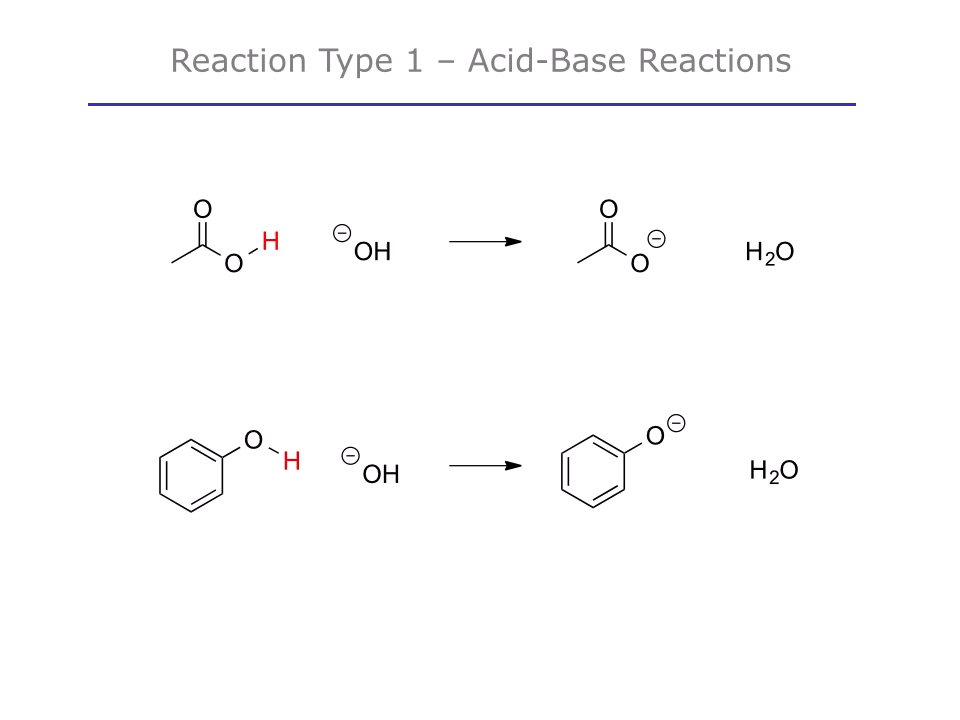 Reaction Type 1 – Acid-Base Reactions
O
O H ⊖OH O ⊖ H₂O
O
O H ⊖OH O ⊖ H₂O